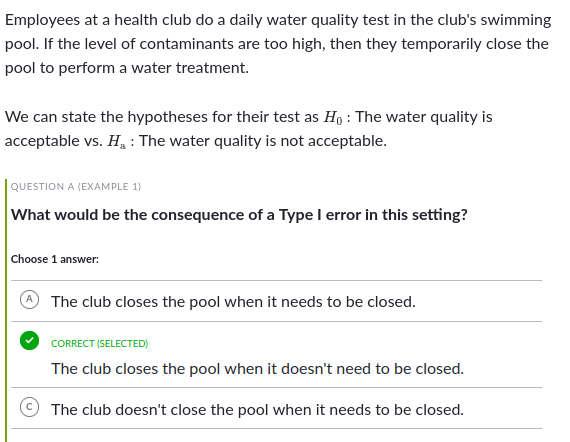 Employees at a health club do a daily water quality test in the club's swimming
pool. If the level of contaminants are too high, then they temporarily close the
pool to perform a water treatment.
We can state the hypotheses for their test as H₀ : The water quality is
acceptable vs. Hₐ : The water quality is not acceptable.
QUESTION A (EXAMPLE 1)
What would be the consequence of a Type I error in this setting?
Choose 1 answer:
A The club closes the pool when it needs to be closed.
CORRECT (SELECTED)
The club closes the pool when it doesn't need to be closed.
C The club doesn't close the pool when it needs to be closed.